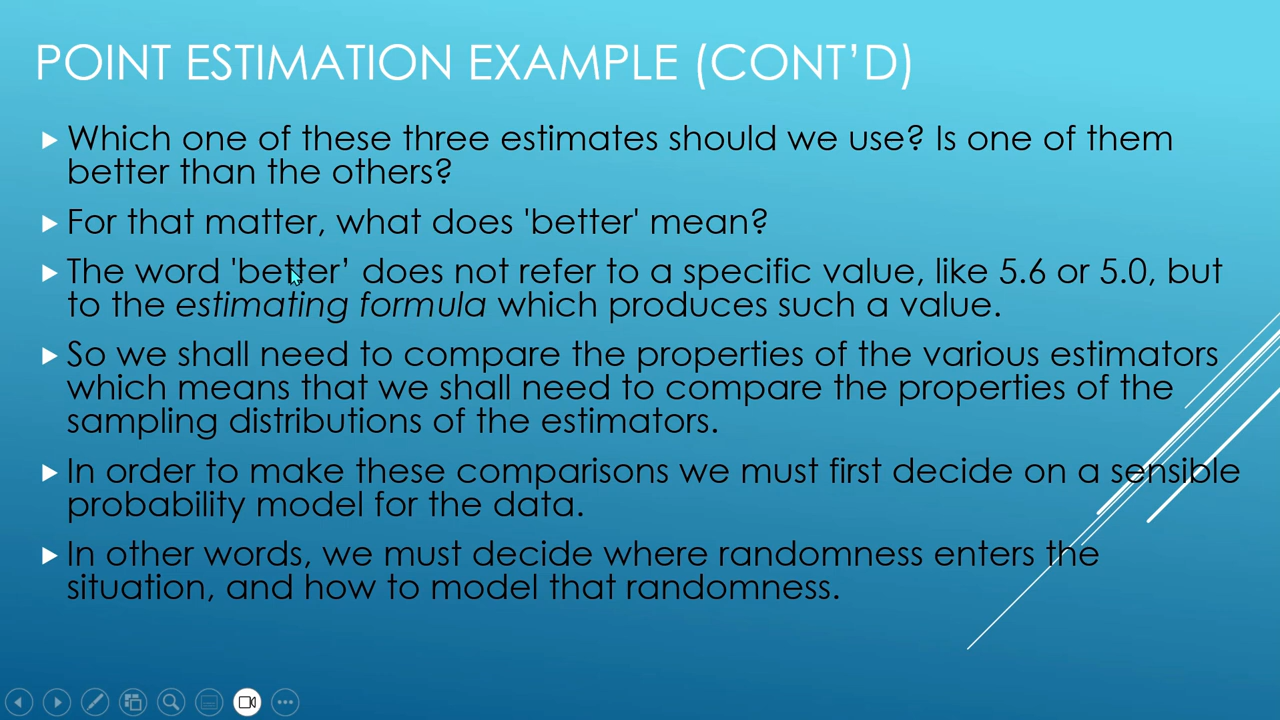 POINT ESTIMATION EXAMPLE (CONT’D)
Which one of these three estimates should we use? Is one of them
better than the others?
For that matter, what does 'better' mean?
The word 'better’ does not refer to a specific value, like 5.6 or 5.0, but
to the estimating formula which produces such a value.
So we shall need to compare the properties of the various estimators
which means that we shall need to compare the properties of the
sampling distributions of the estimators.
In order to make these comparisons we must first decide on a sensible
probability model for the data.
In other words, we must decide where randomness enters the
situation, and how to model that randomness.